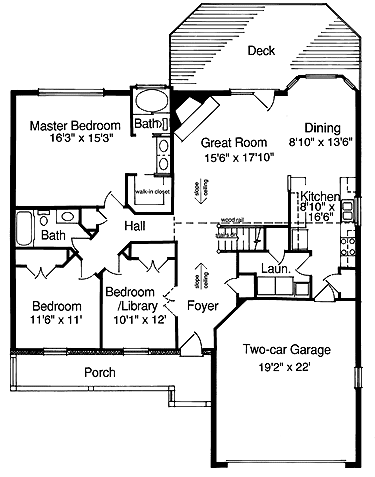 Deck
Master Bedroom
16'3" x 15'3"
Bath
Great Room
15'6" x 17'10"
Dining
8'10" x 13'6"
slope
ceiling
walk-in closet
Kitchen
8'10" x
16'6"
Hall
wood rail
Bath
Laun.
slope
ceiling
Bedroom
11'6" x 11'
Bedroom
/Library
10'1" x 12'
Foyer
Two-car Garage
19'2" x 22'
Porch